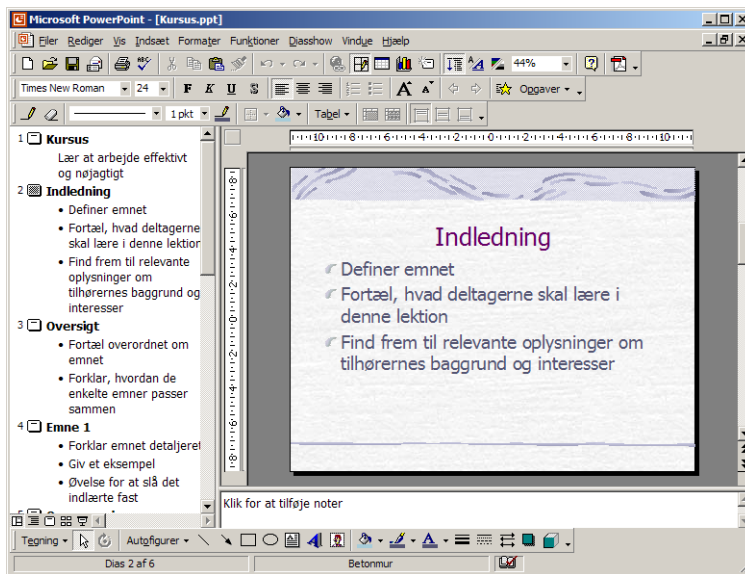 Microsoft PowerPoint - [Kursus.ppt]
Filer Rediger Vis Indsæt Formater Funktioner Diasshow Vindue Hjælp
44%
Times New Roman 24 F K U S A A Opgaver
1 pkt Tabel
1 Kursus
Lær at arbejde effektivt
og nøjagtigt
2 Indledning
• Definer emnet
• Fortæl, hvad deltagerne
skal lære i denne lektion
• Find frem til relevante
oplysninger om
tilhørernes baggrund og
interesser
3 Oversigt
• Fortæl overordnet om
emnet
• Forklar, hvordan de
enkelte emner passer
sammen
4 Emne 1
• Forklar emnet detaljeret
• Giv et eksempel
• Øvelse for at slå det
indlærte fast
Indledning
Definer emnet
Fortæl, hvad deltagerne skal lære i
denne lektion
Find frem til relevante oplysninger om
tilhørernes baggrund og interesser
Klik for at tilføje noter
Tegning Autofigurer
Dias 2 af 6 Betonmur